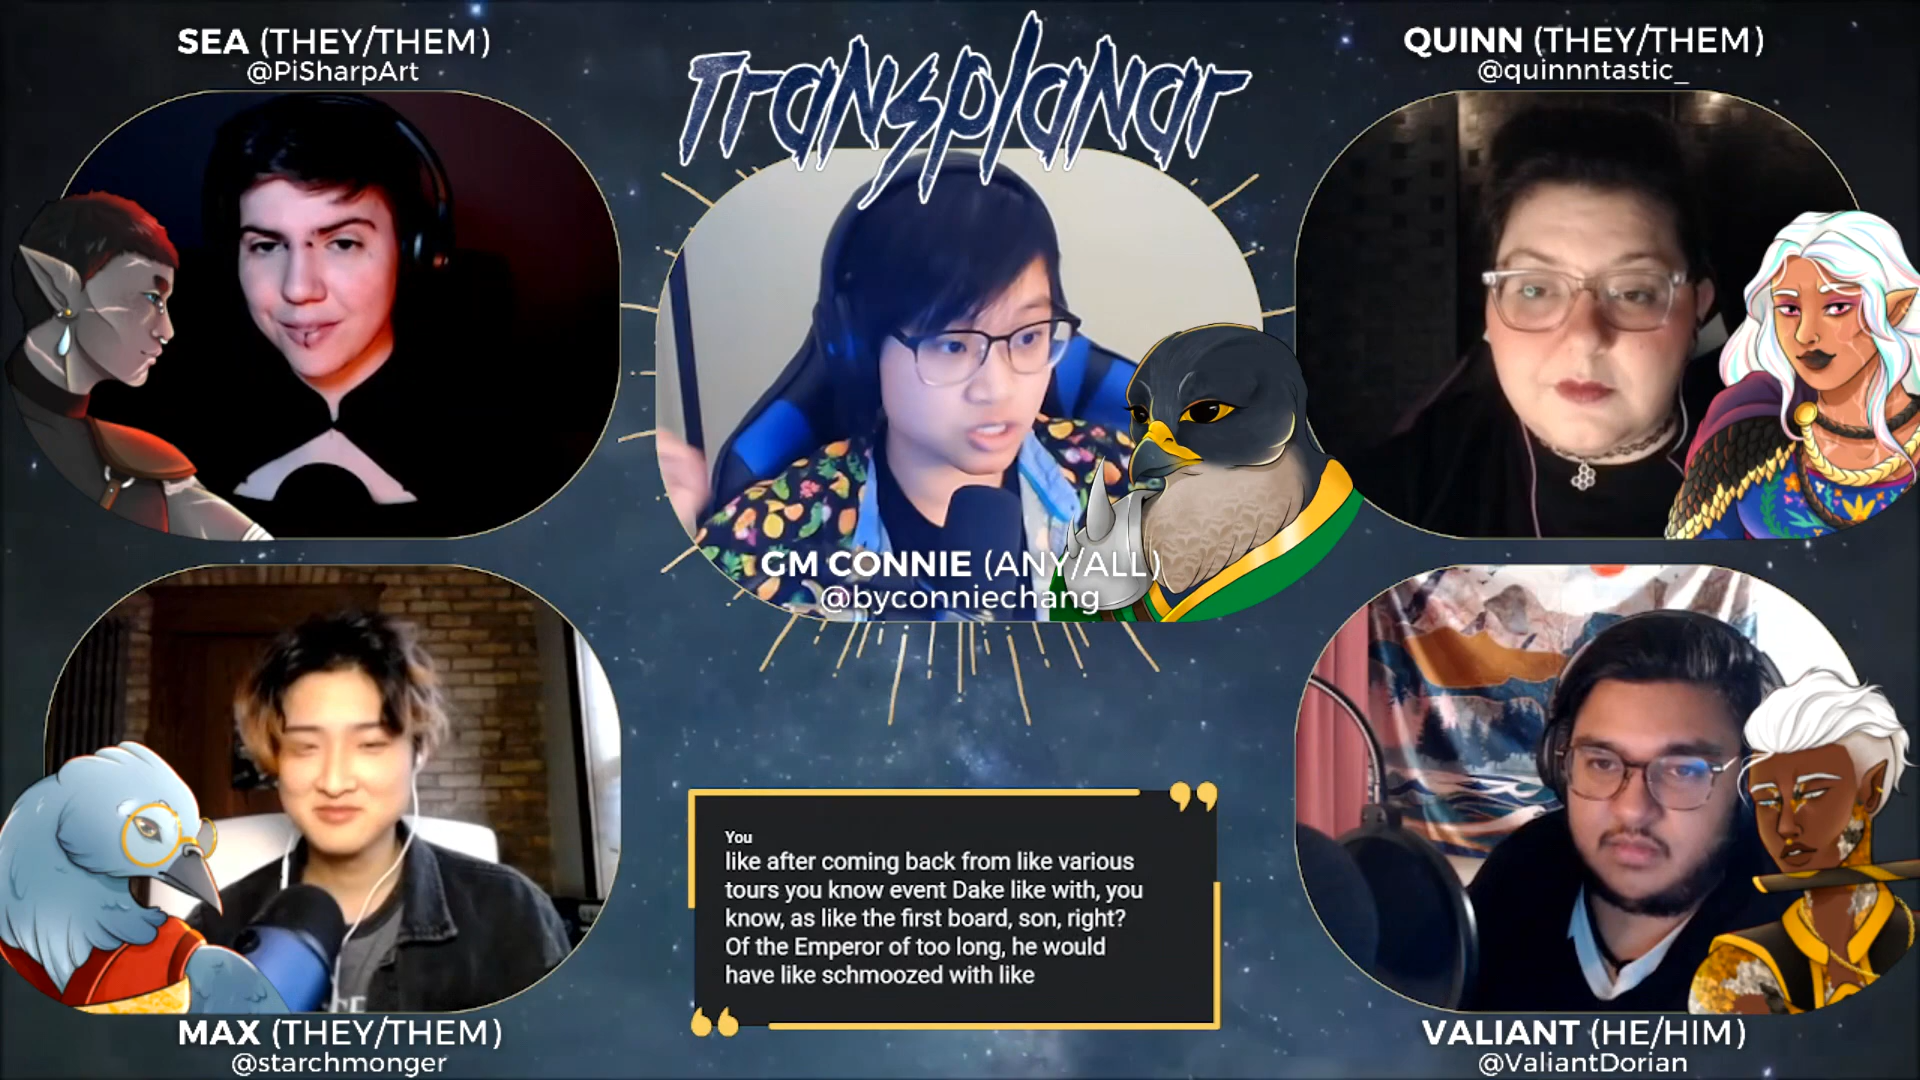 SEA (THEY/THEM)
@PiSharpArt
TRANSPLANAR
QUINN (THEY/THEM)
@quinnntastic_
GM CONNIE (ANY/ALL)
@byconniechang
You
like after coming back from like various
tours you know event Dake like with, you
know, as like the first board, son, right?
Of the Emperor of too long, he would
have like schmoozed with like
MAX (THEY/THEM)
@starchmonger
VALIANT (HE/HIM)
@ValiantDorian